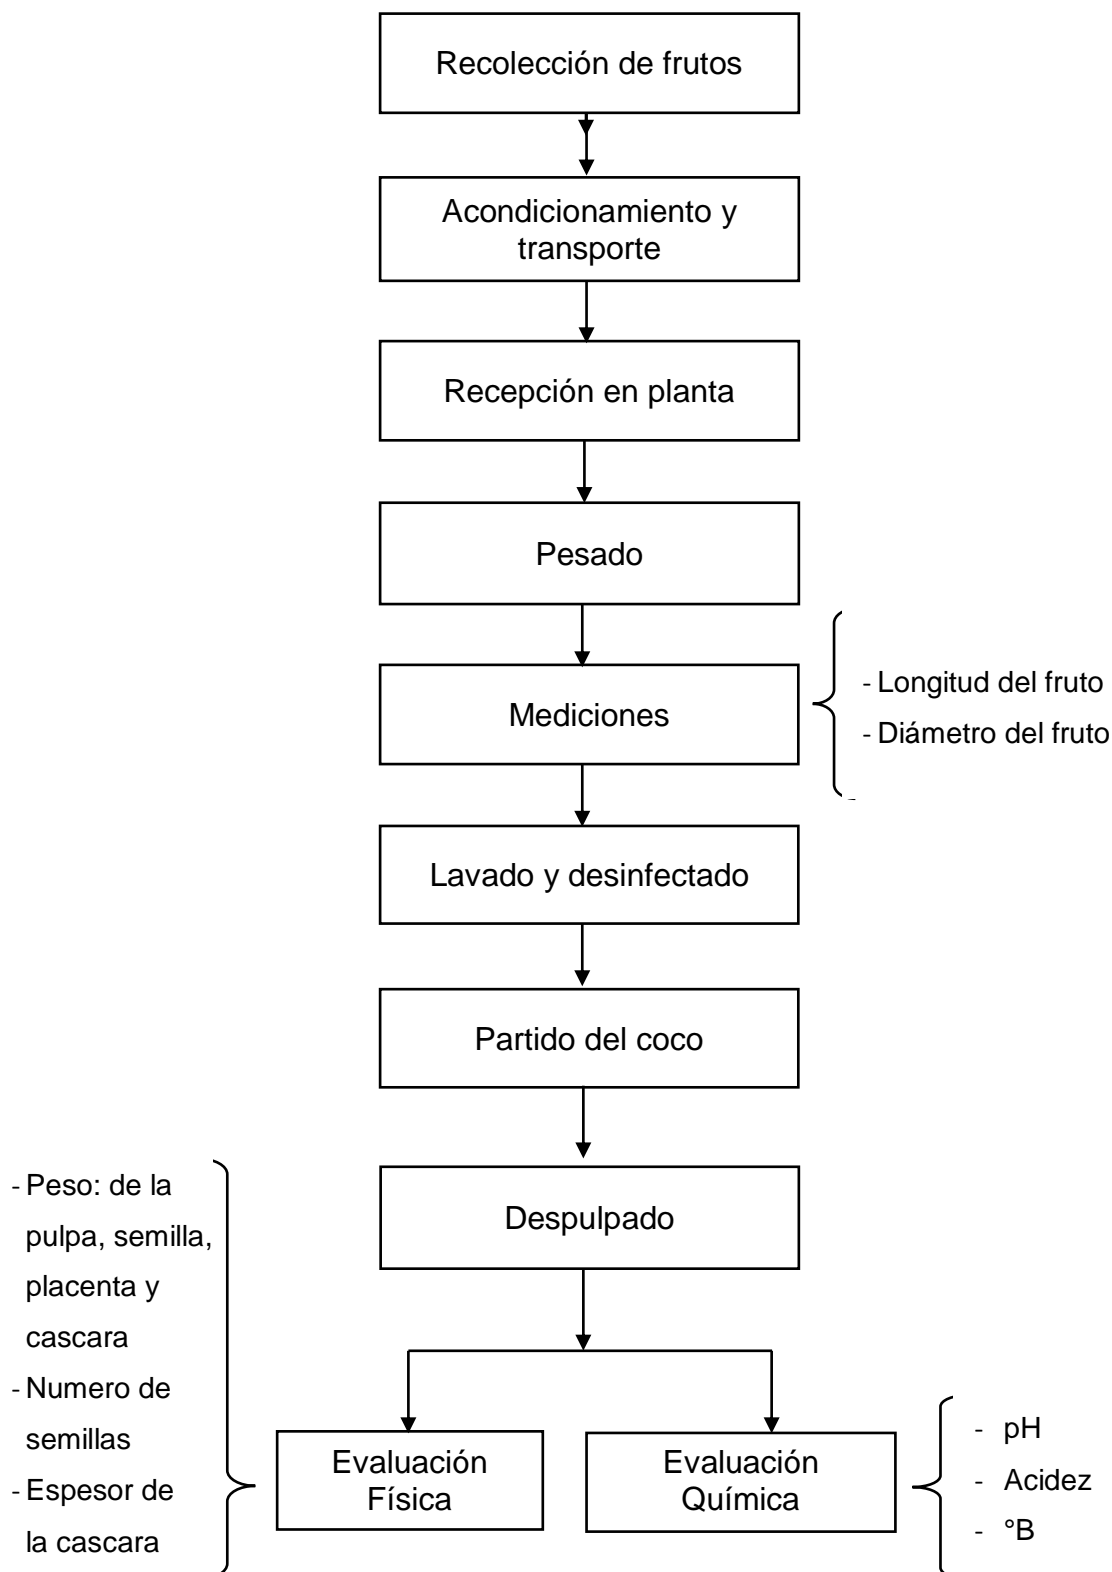 Recolección de frutos
Acondicionamiento y
transporte
Recepción en planta
Pesado
Mediciones
- Longitud del fruto
- Diámetro del fruto
Lavado y desinfectado
Partido del coco
Despulpado
- Peso: de la
pulpa, semilla,
placenta y
cascara
- Numero de
semillas
- Espesor de
la cascara
Evaluación
Física
Evaluación
Química
- pH
- Acidez
- °B